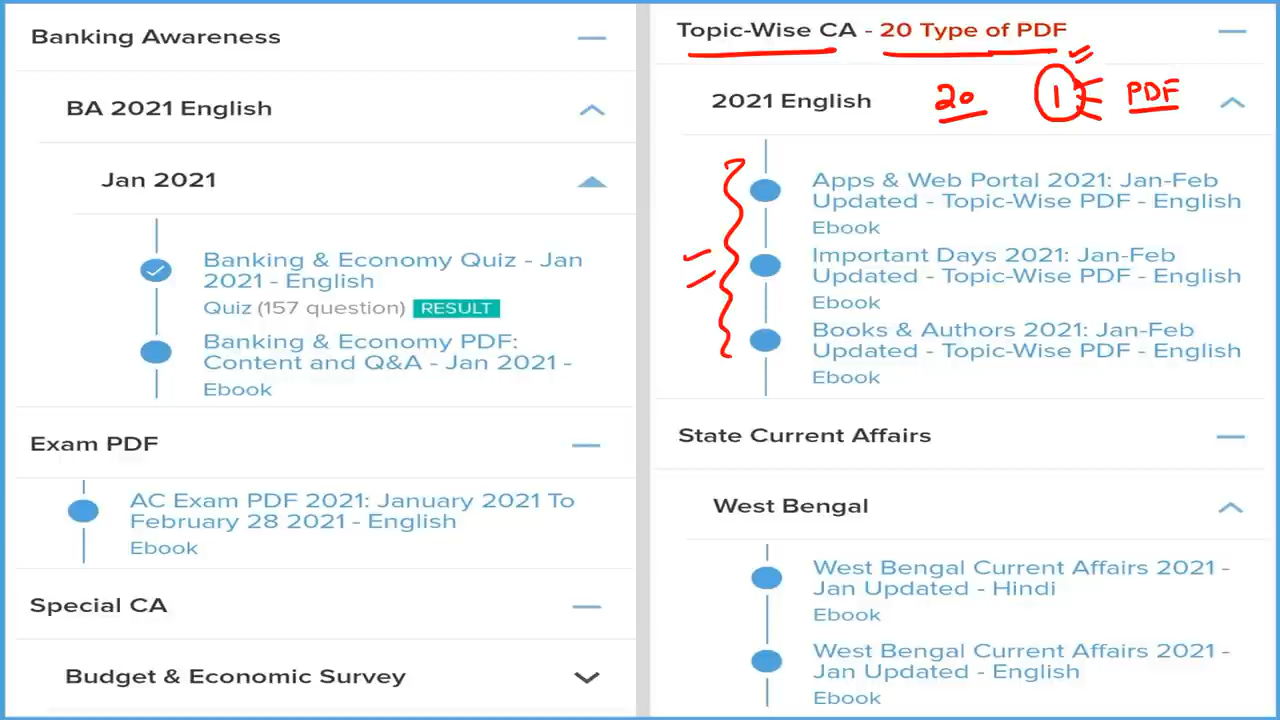 Banking Awareness
BA 2021 English
Jan 2021
Banking & Economy Quiz - Jan
2021 - English
Quiz (157 question) RESULT
Banking & Economy PDF:
Content and Q&A - Jan 2021 -
Ebook
Exam PDF
AC Exam PDF 2021: January 2021 To
February 28 2021 - English
Ebook
Special CA
Budget & Economic Survey
Topic-Wise CA - 20 Type of PDF
2021 English 20 1 PDF
Apps & Web Portal 2021: Jan-Feb
Updated - Topic-Wise PDF - English
Ebook
Important Days 2021: Jan-Feb
Updated - Topic-Wise PDF - English
Ebook
Books & Authors 2021: Jan-Feb
Updated - Topic-Wise PDF - English
Ebook
State Current Affairs
West Bengal
West Bengal Current Affairs 2021 -
Jan Updated - Hindi
Ebook
West Bengal Current Affairs 2021 -
Jan Updated - English
Ebook